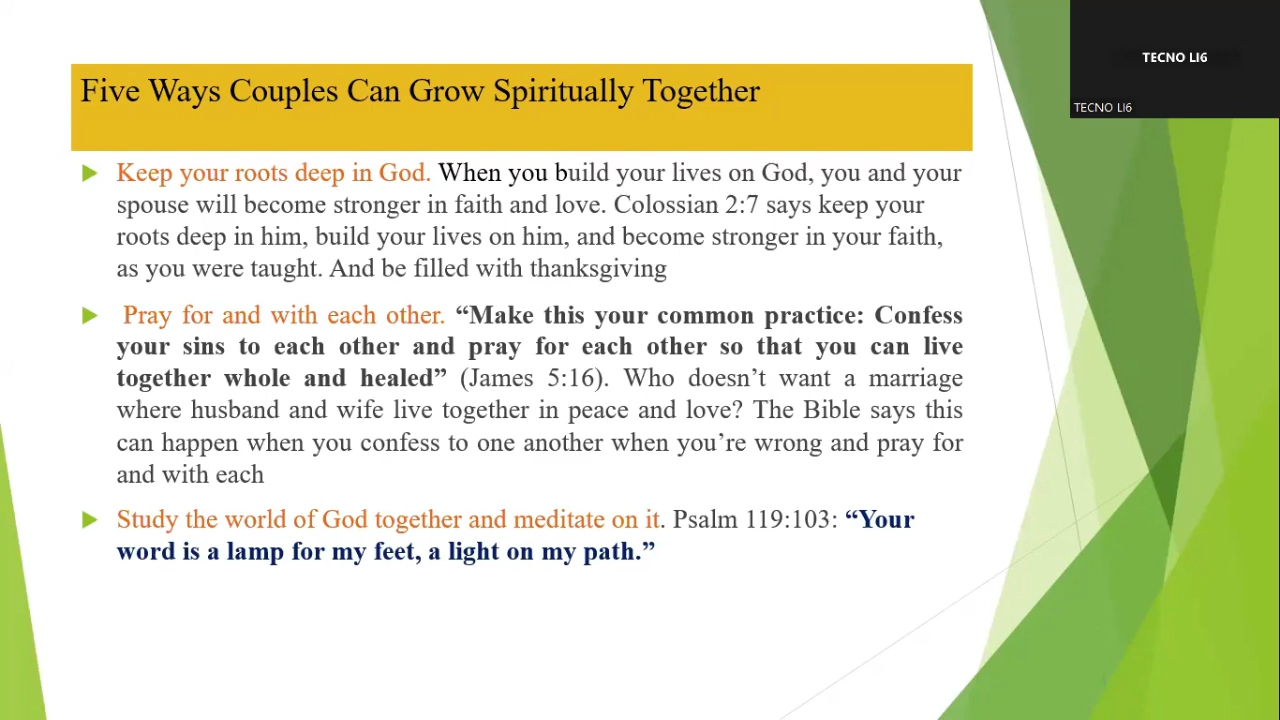 Five Ways Couples Can Grow Spiritually Together
Keep your roots deep in God. When you build your lives on God, you and your
spouse will become stronger in faith and love. Colossian 2:7 says keep your
roots deep in him, build your lives on him, and become stronger in your faith,
as you were taught. And be filled with thanksgiving
Pray for and with each other. “Make this your common practice: Confess
your sins to each other and pray for each other so that you can live
together whole and healed” (James 5:16). Who doesn’t want a marriage
where husband and wife live together in peace and love? The Bible says this
can happen when you confess to one another when you’re wrong and pray for
and with each
Study the world of God together and meditate on it. Psalm 119:103: “Your
word is a lamp for my feet, a light on my path.”
TECNO LI6
TECNO LI6